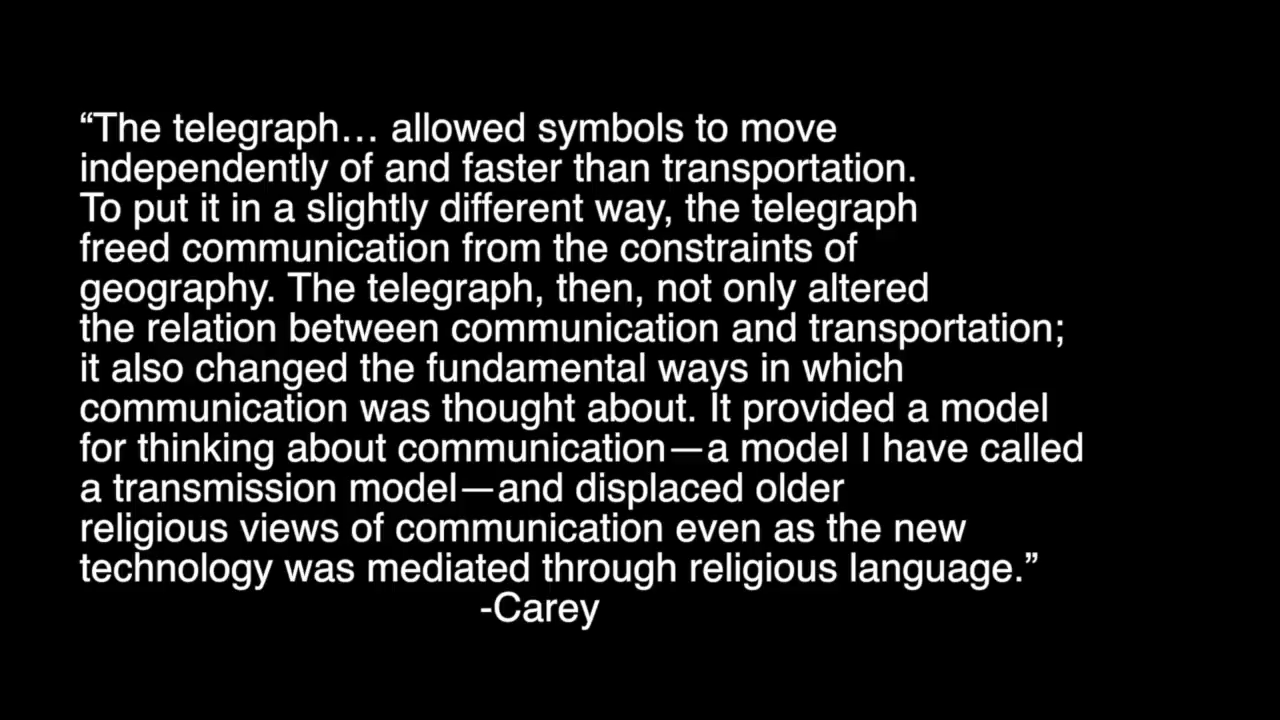 “The telegraph… allowed symbols to move
independently of and faster than transportation.
To put it in a slightly different way, the telegraph
freed communication from the constraints of
geography. The telegraph, then, not only altered
the relation between communication and transportation;
it also changed the fundamental ways in which
communication was thought about. It provided a model
for thinking about communication—a model I have called
a transmission model—and displaced older
religious views of communication even as the new
technology was mediated through religious language.”
-Carey